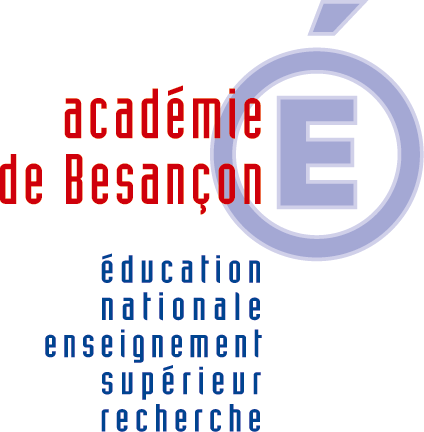 É
académie
de Besançon
éducation
nationale
enseignement
supérieur
recherche